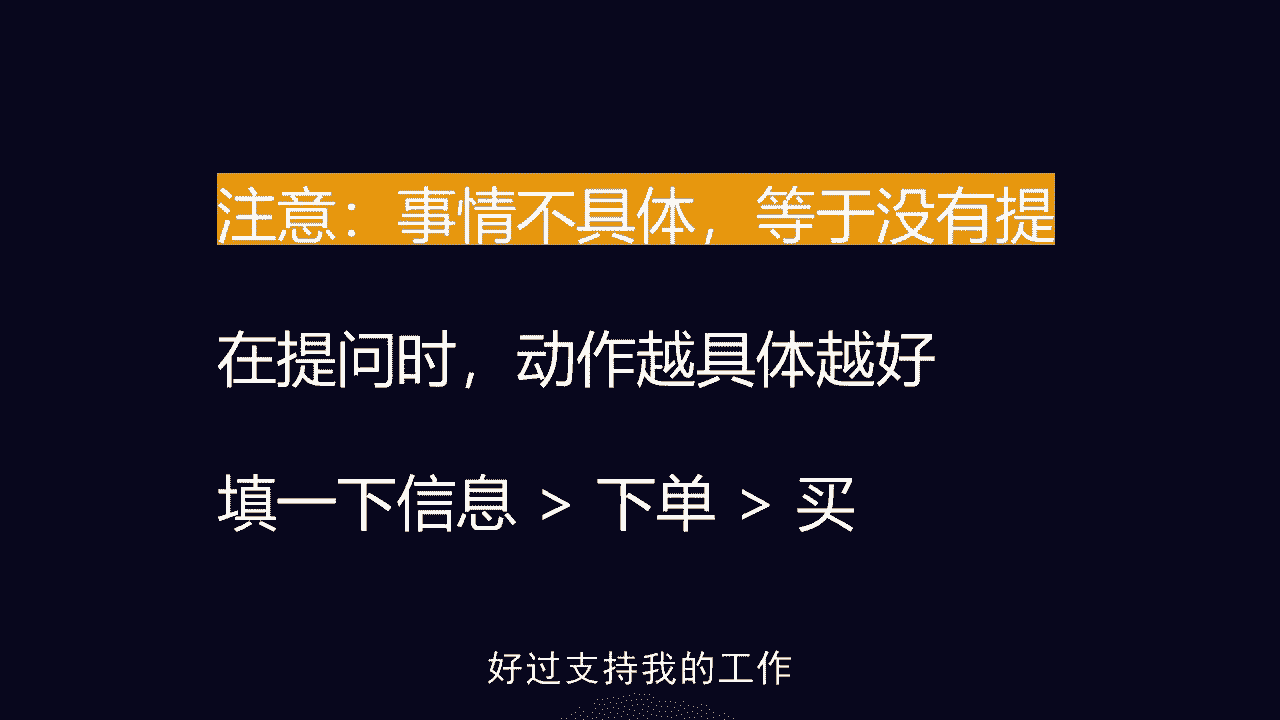 注意：事情不具体，等于没有提
在提问时，动作越具体越好
填一下信息 > 下单 > 买
好过支持我的工作